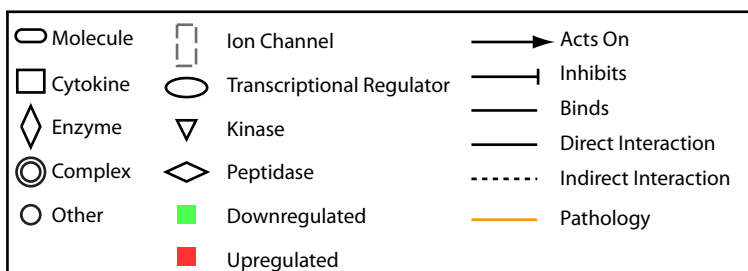 Molecule
Cytokine
Enzyme
Complex
Other
Ion Channel
Transcriptional Regulator
Kinase
Peptidase
Downregulated
Upregulated
Acts On
Inhibits
Binds
Direct Interaction
Indirect Interaction
Pathology